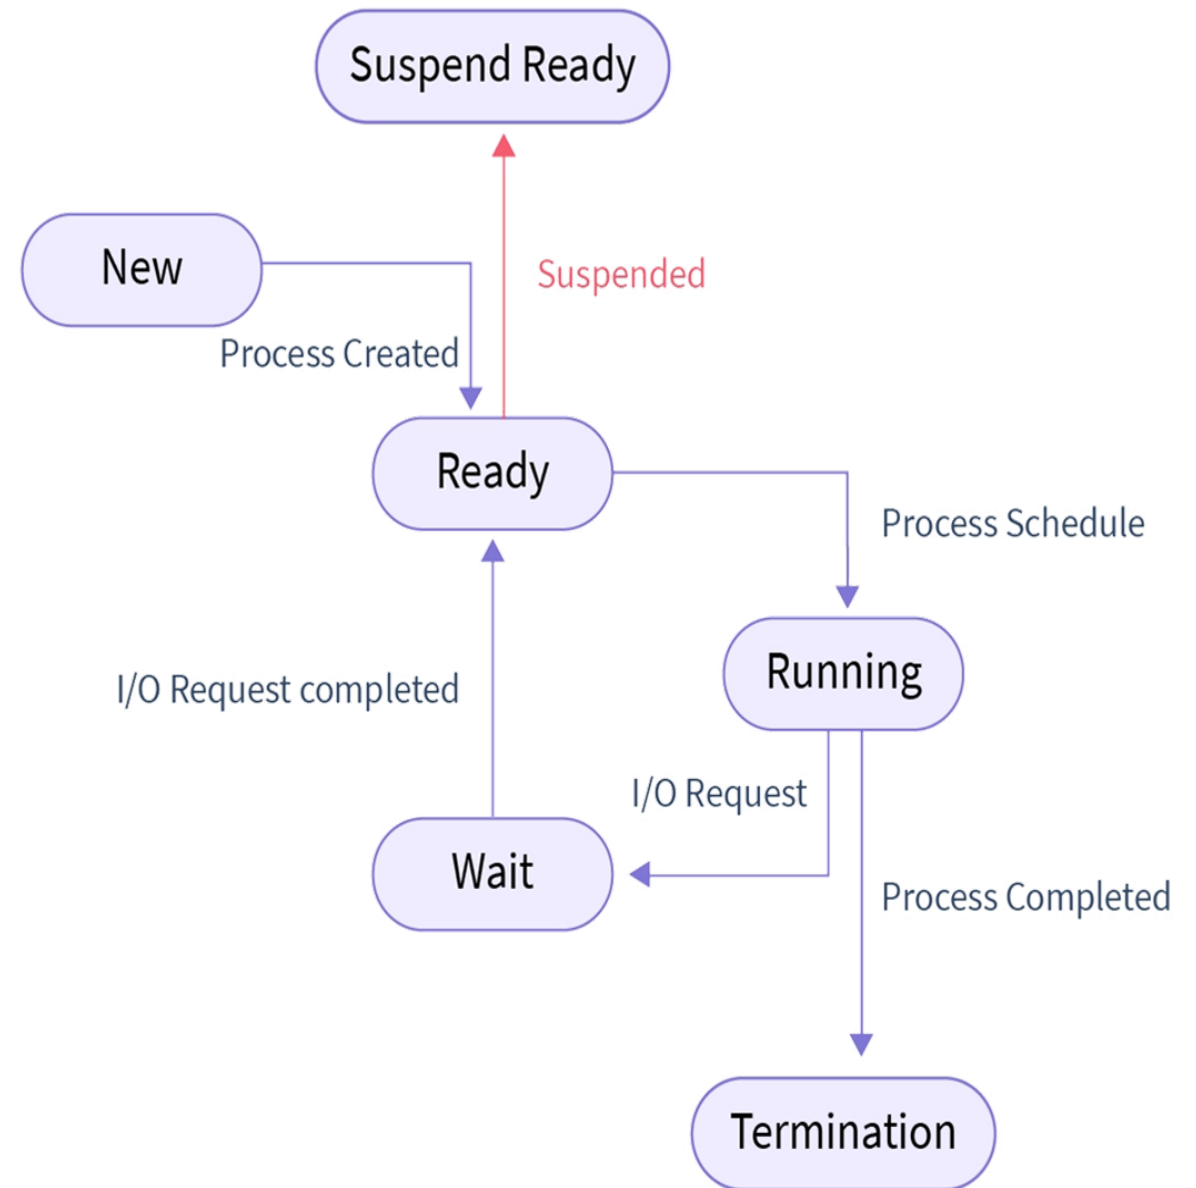 Suspend Ready
New
Suspended
Process Created
Ready
Process Schedule
Running
I/O Request completed
I/O Request
Wait
Process Completed
Termination